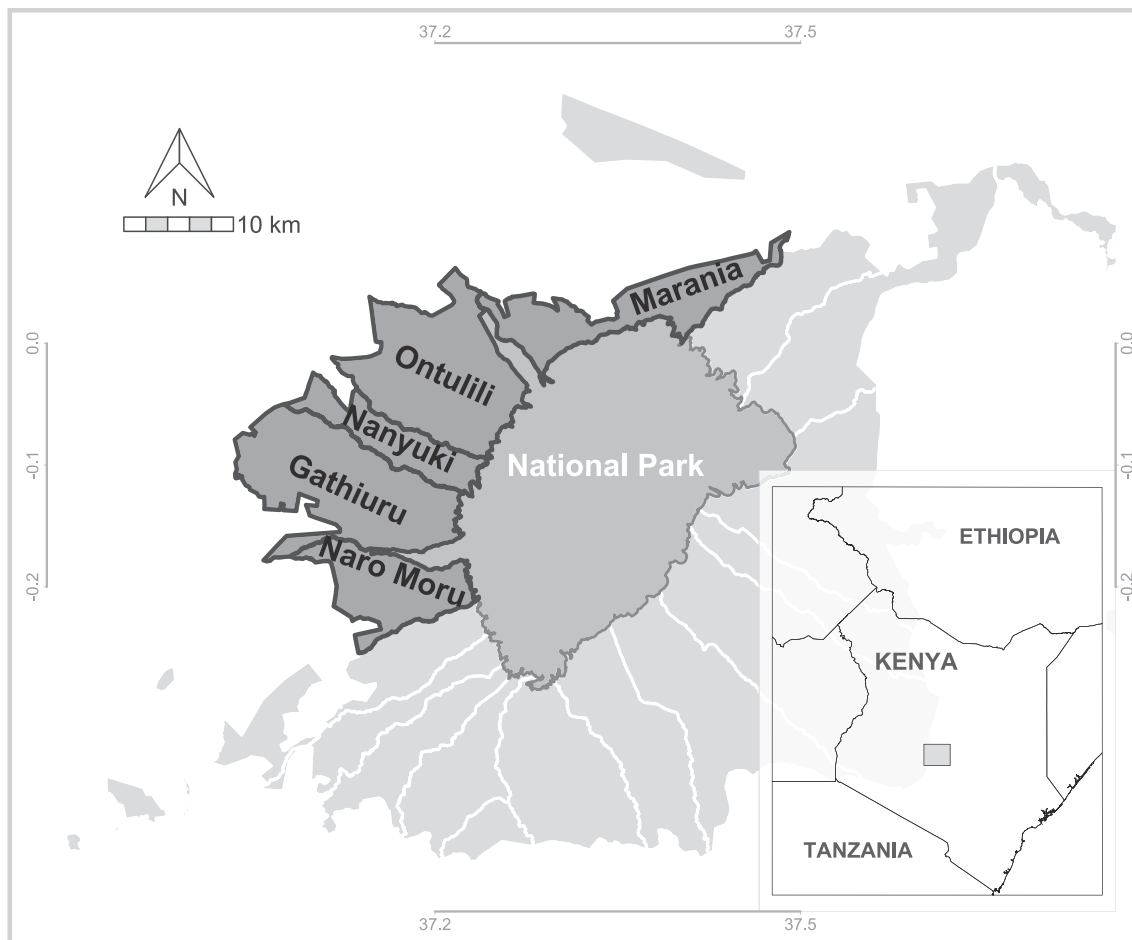 37.2
37.5
N
10 km
Marania
0.0
0.0
Ontulili
Nanyuki
National Park
-0.1
-0.1
Gathiuru
ETHIOPIA
Naro Moru
-0.2
-0.2
KENYA
TANZANIA
37.2
37.5